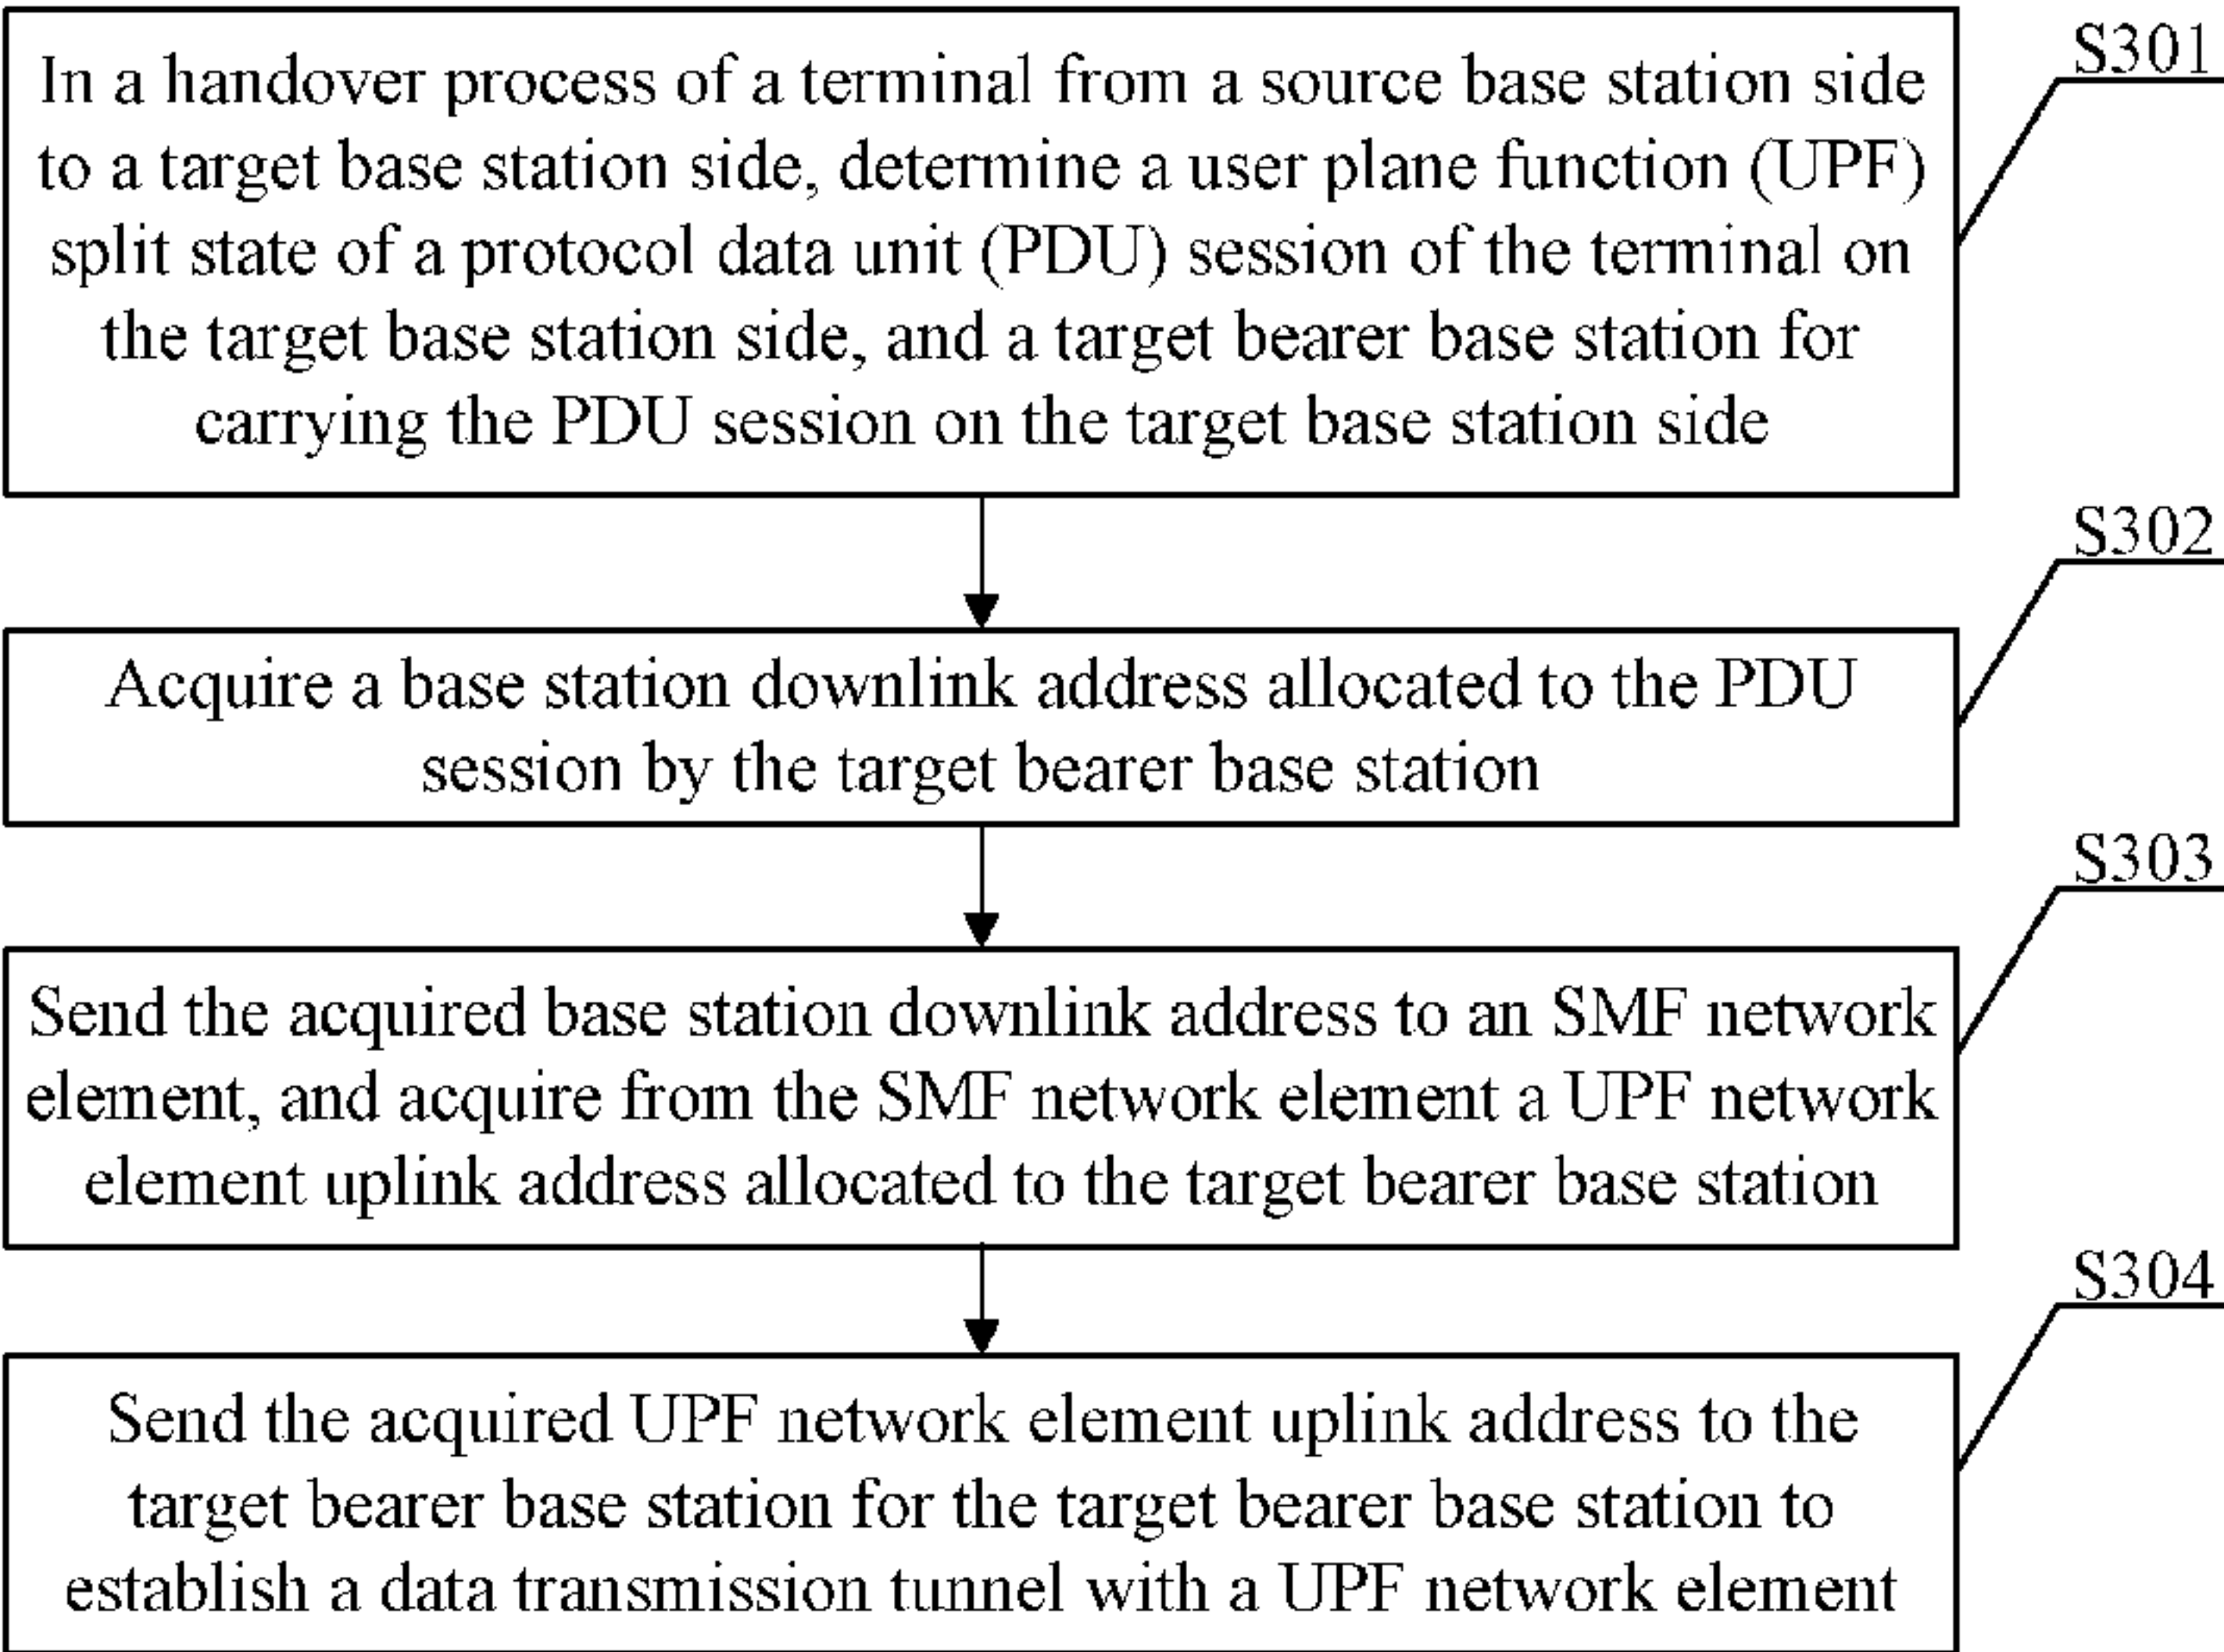 In a handover process of a terminal from a source base station side
to a target base station side, determine a user plane function (UPF)
split state of a protocol data unit (PDU) session of the terminal on
the target base station side, and a target bearer base station for
carrying the PDU session on the target base station side
S301
Acquire a base station downlink address allocated to the PDU
session by the target bearer base station
S302
Send the acquired base station downlink address to an SMF network
element, and acquire from the SMF network element a UPF network
element uplink address allocated to the target bearer base station
S303
Send the acquired UPF network element uplink address to the
target bearer base station for the target bearer base station to
establish a data transmission tunnel with a UPF network element
S304